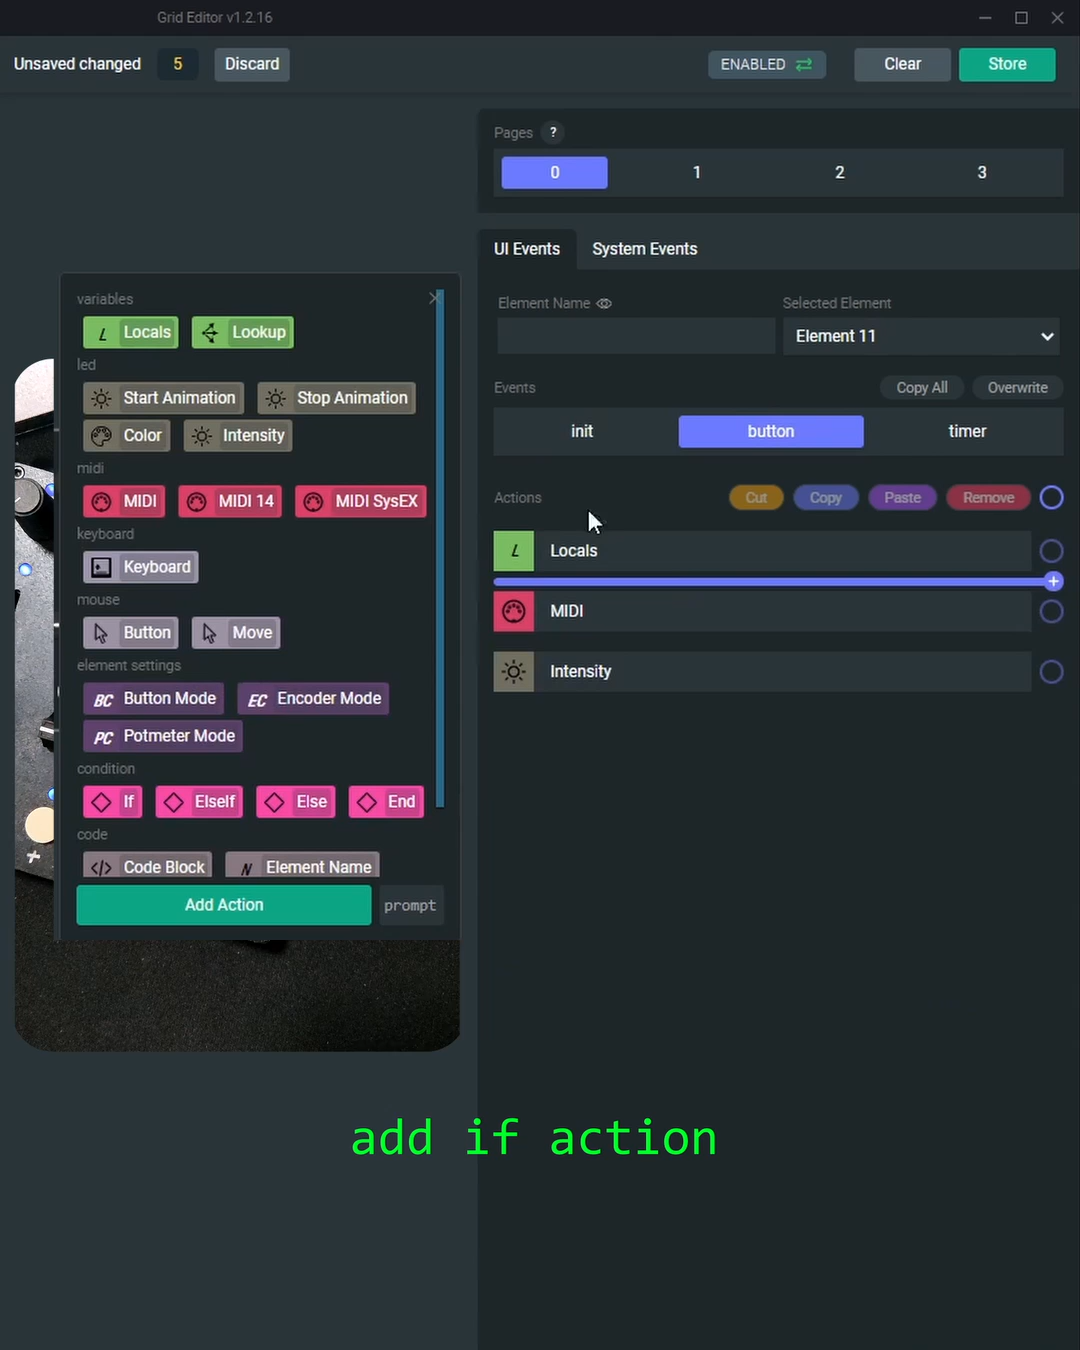 Grid Editor v1.2.16
Unsaved changed 5 Discard ENABLED Clear Store
Pages ?
0 1 2 3
UI Events System Events
Element Name Selected Element
Element 11
Events Copy All Overwrite
init button timer
Actions Cut Copy Paste Remove
L Locals
+
MIDI
Intensity
variables
L Locals Lookup
led
Start Animation Stop Animation
Color Intensity
midi
MIDI MIDI 14 MIDI SysEX
keyboard
Keyboard
mouse
Button Move
element settings
BC Button Mode EC Encoder Mode
PC Potmeter Mode
condition
If ElseIf Else End
code
</> Code Block N Element Name
Add Action prompt
add if action